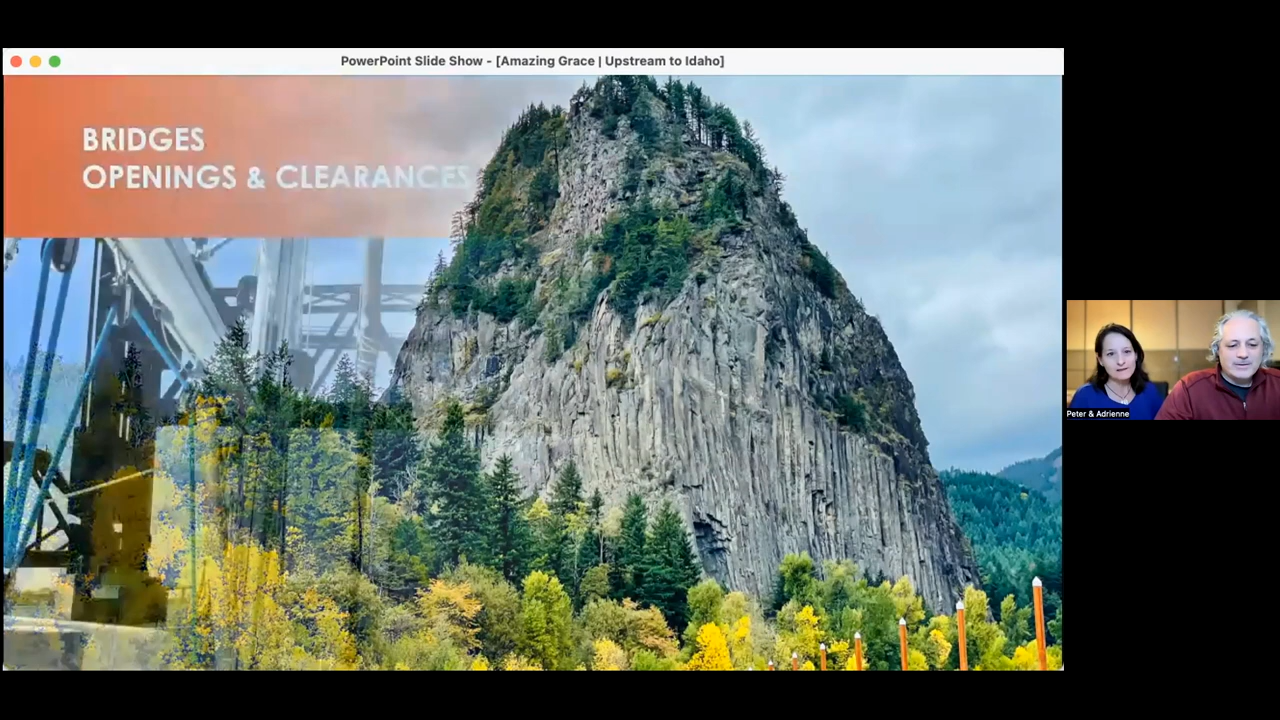 PowerPoint Slide Show - [Amazing Grace | Upstream to Idaho]
BRIDGES
OPENINGS & CLEARANCES
Peter & Adrienne